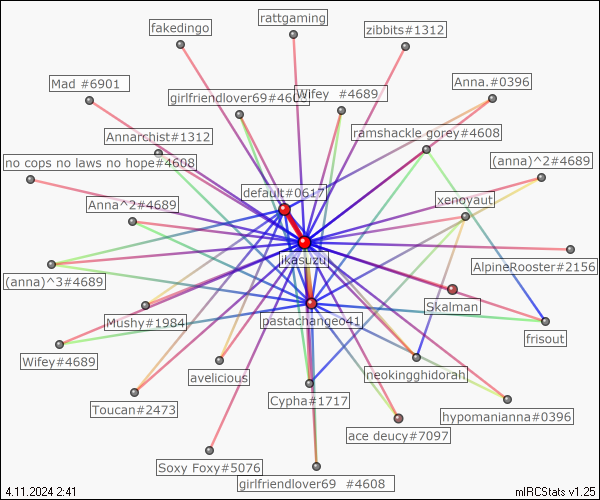 rattgaming
fakedingo
zibbits#1312
Mad #6901
Anna.#0396
girlfriendlover69#4608
Wifey #4689
Annarchist#1312
ramshackle gorey#4608
no cops no laws no hope#4608
(anna)^2#4689
default#0617
xenoyaut
Anna^2#4689
ikasuzu
AlpineRooster#2156
(anna)^3#4689
Skalman
Mushy#1984
pastachange041
frisout
Wifey#4689
avelicious
neokingghidorah
Cypha#1717
Toucan#2473
hypomanianna#0396
ace deucy#7097
Soxy Foxy#5076
girlfriendlover69 #4608
4.11.2024 2:41
mIRCStats v1.25